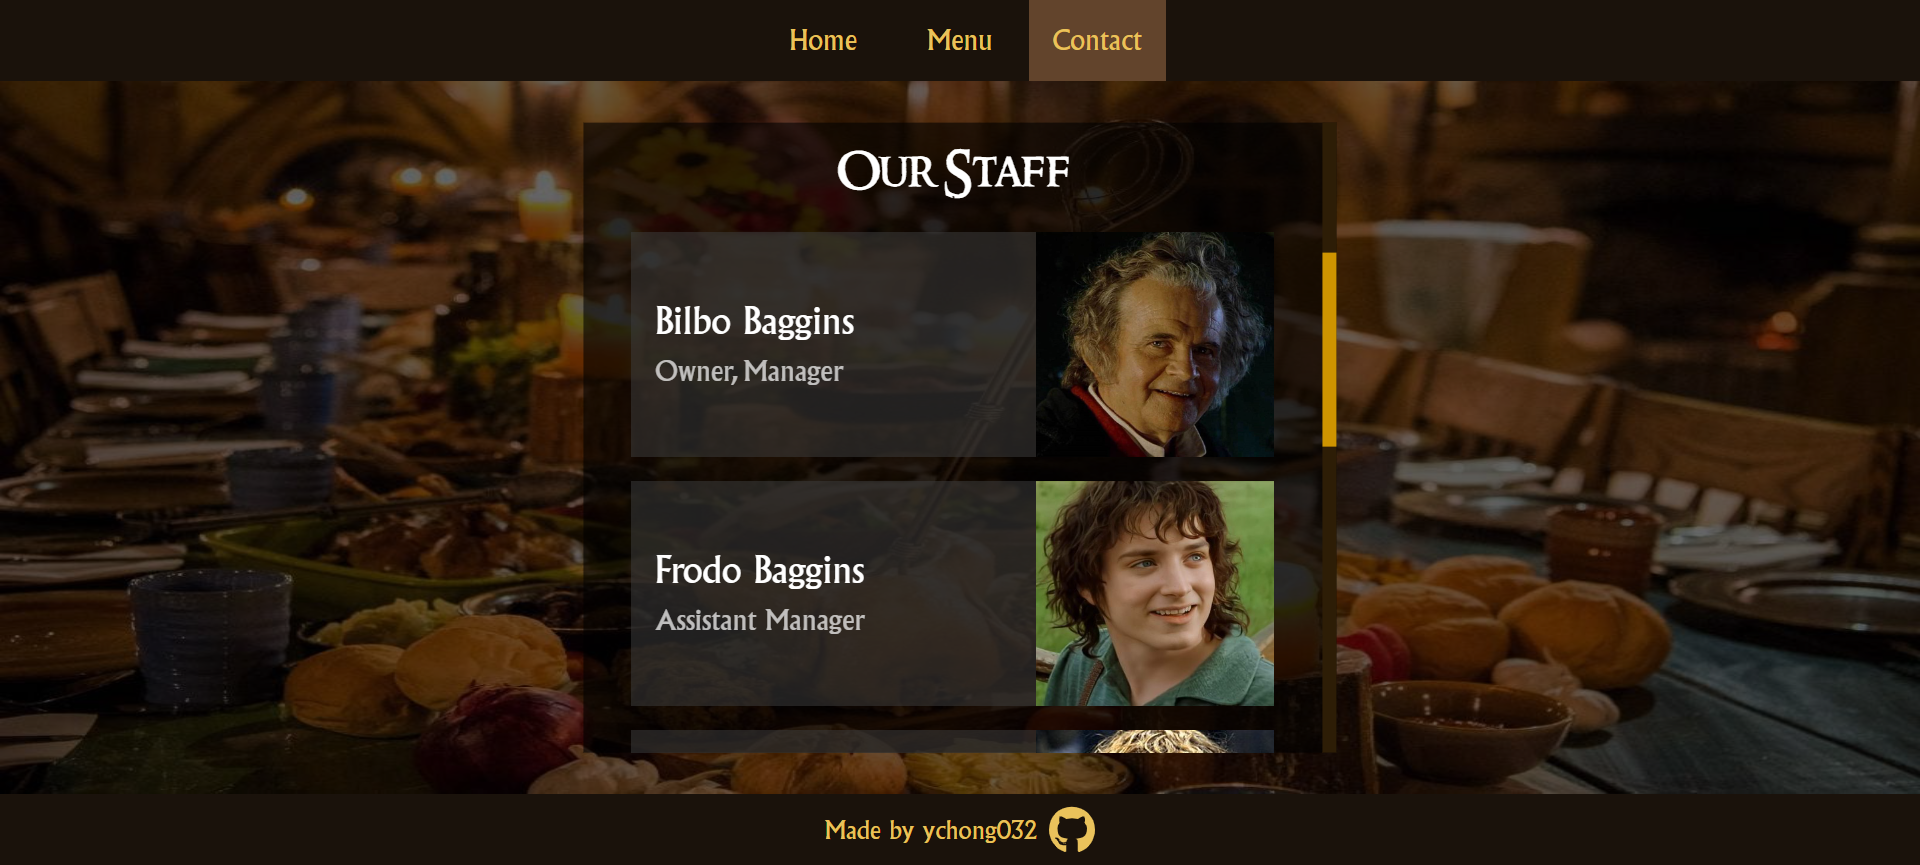 Home Menu Contact
Our Staff
Bilbo Baggins
Owner, Manager
Frodo Baggins
Assistant Manager
Made by ychong032